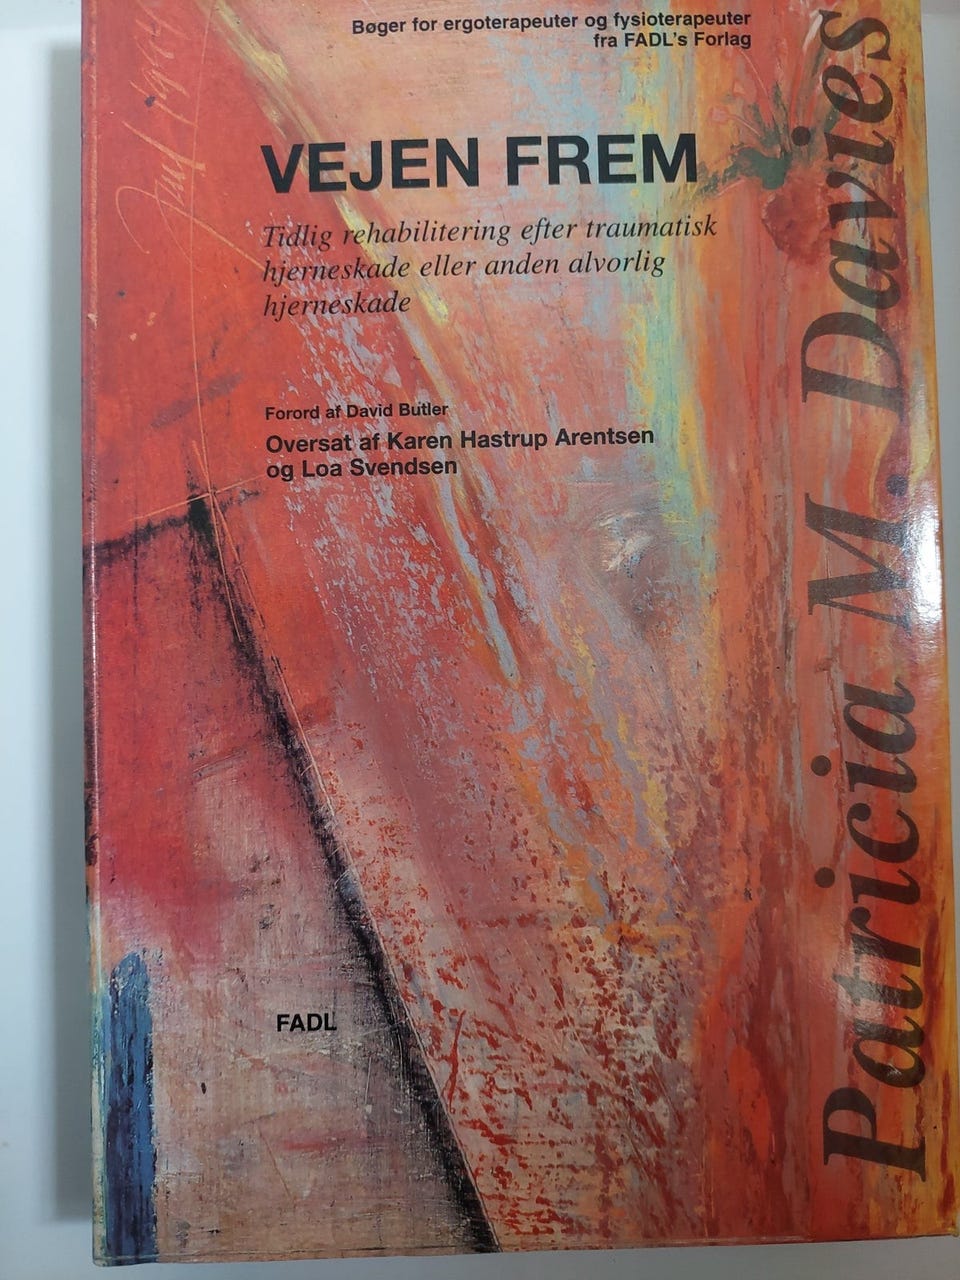 Bøger for ergoterapeuter og fysioterapeuter
fra FADL's Forlag
VEJEN FREM
Tidlig rehabilitering efter traumatisk
hjerneskade eller anden alvorlig
hjerneskade
Forord af David Butler
Oversat af Karen Hastrup Arentsen
og Loa Svendsen
Patricia M. Davies
FADL